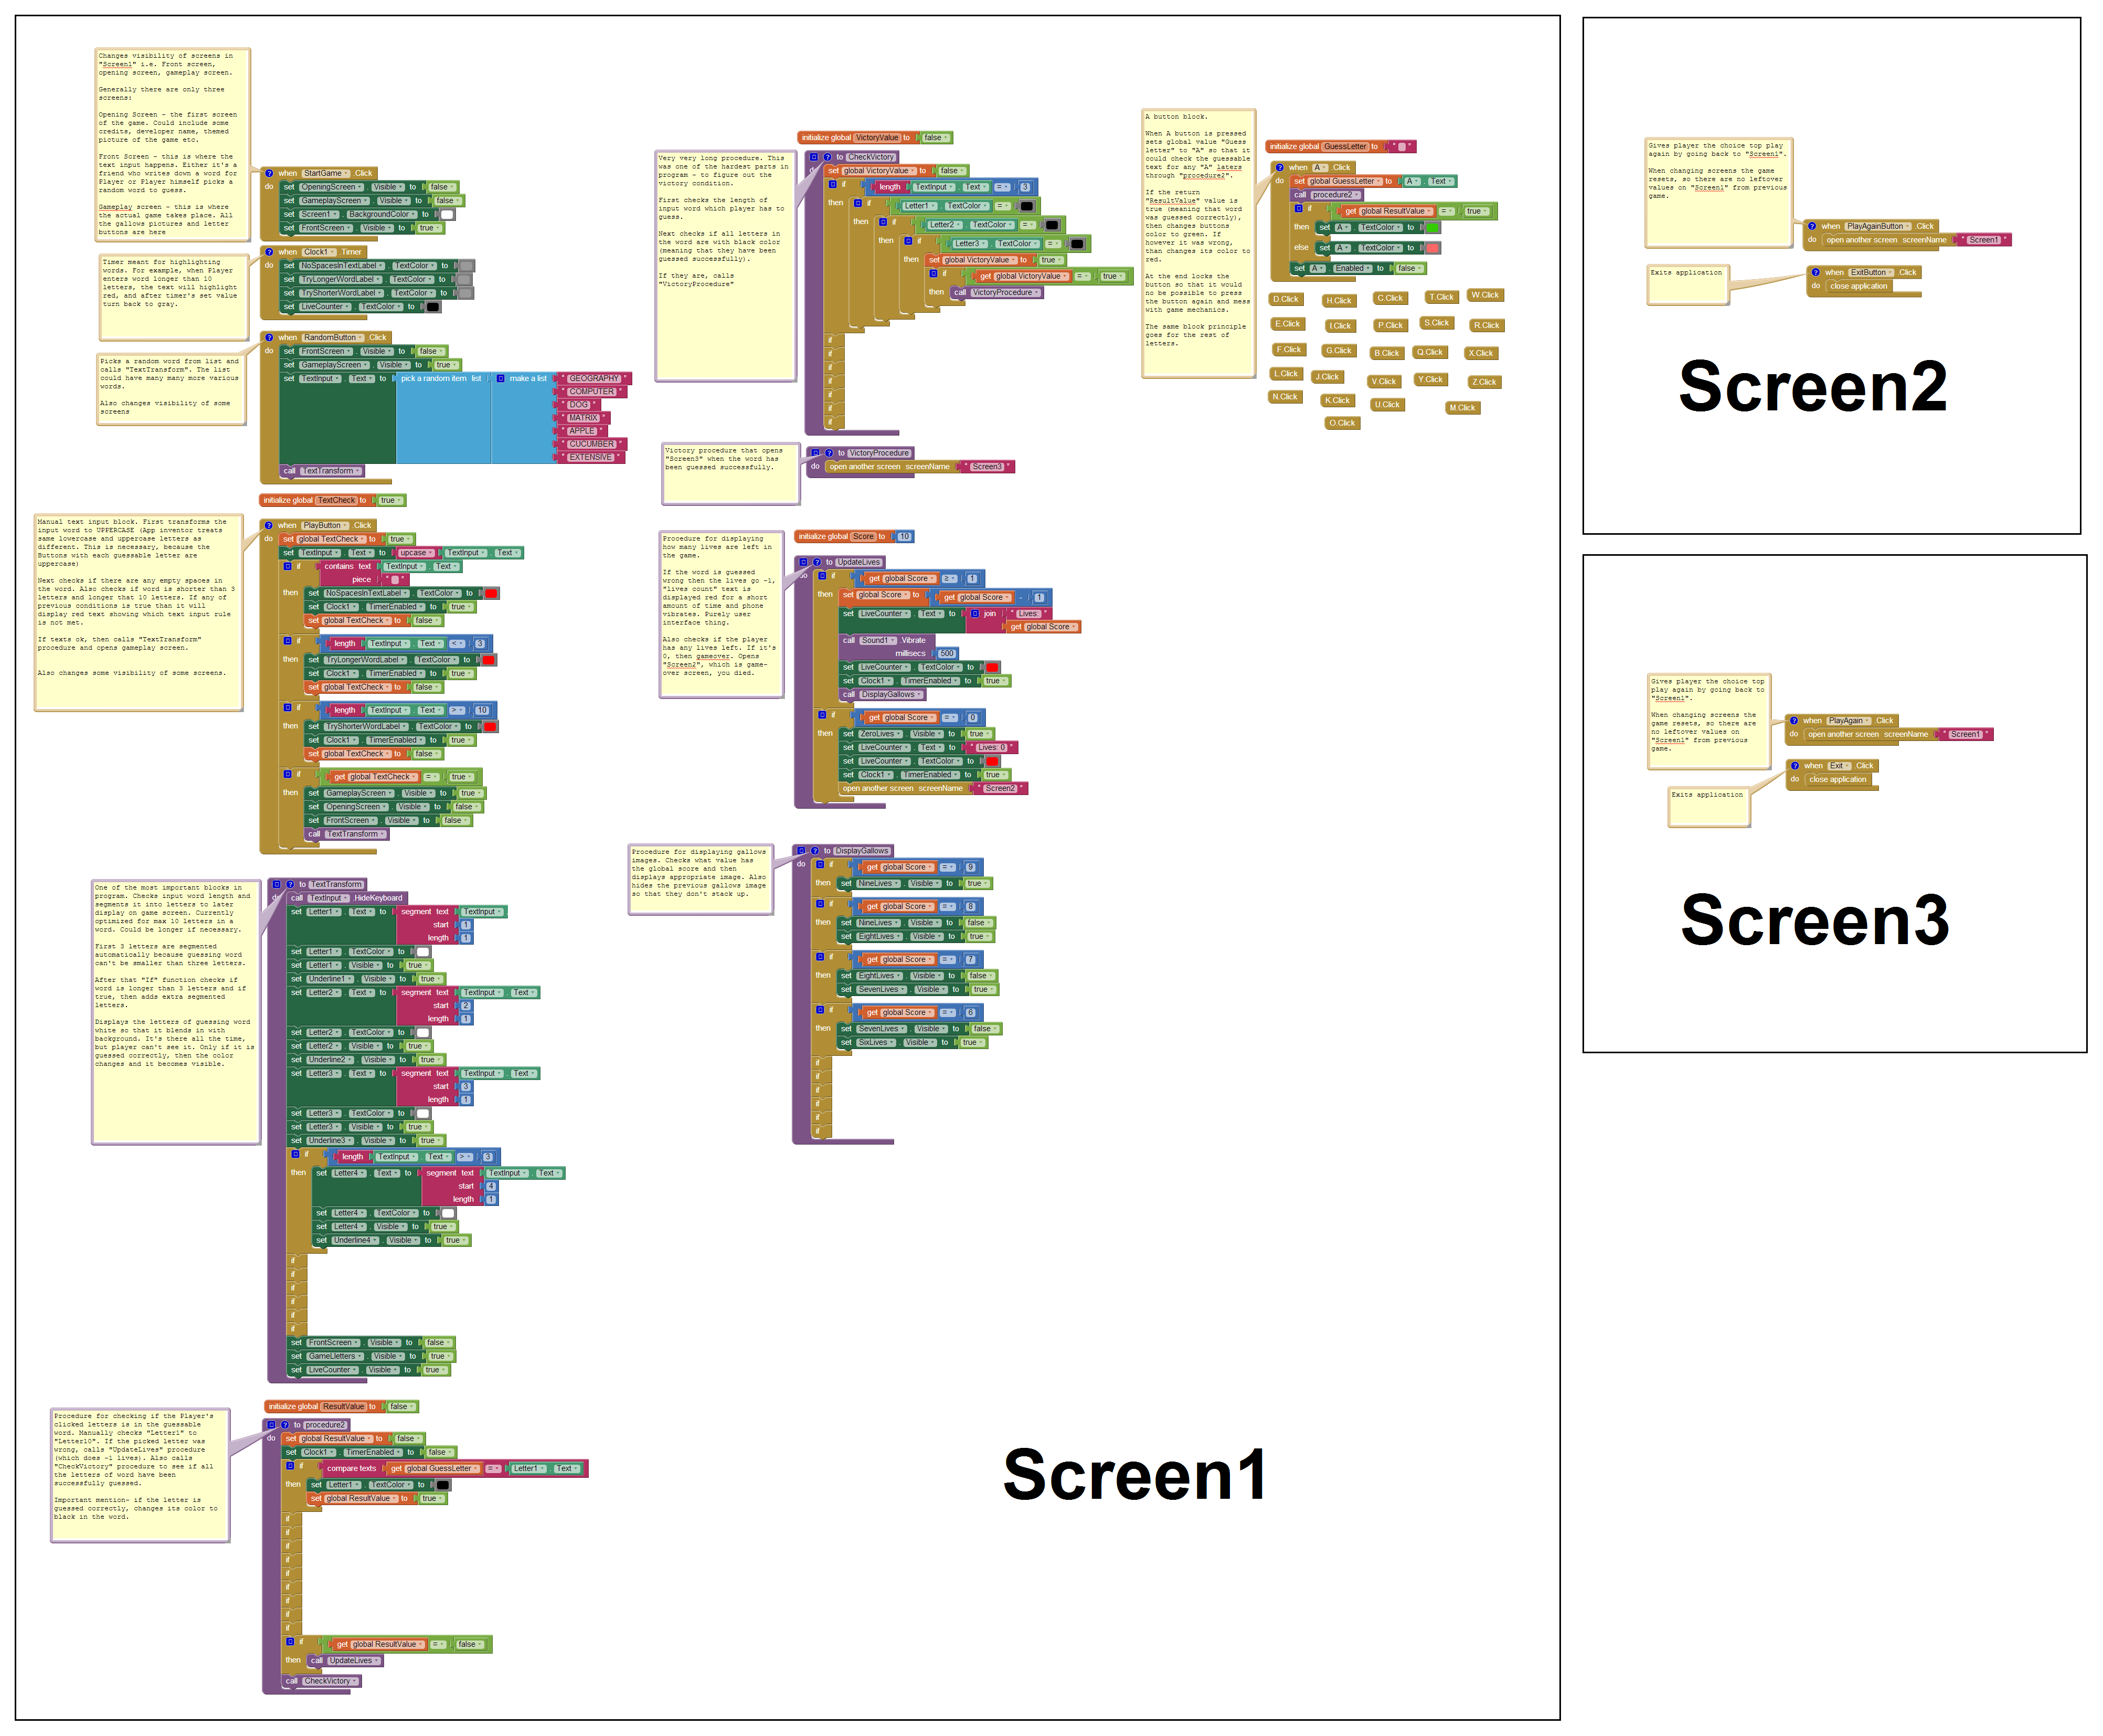 Changes visibility of screens in
"Screen1" i.e. Front screen,
opening screen, gameplay screen.
Generally there are only three
screens:
Opening Screen - the first screen
of the game. Could include some
credits, developer name, themed
picture of the game etc.
Front Screen - this is where the
text input happens. Either it's a
friend who writes down a word for
Player or Player himself picks a
random word to guess.
Gameplay screen - this is where
the actual game takes place. All
the gallows pictures and letter
buttons are here
when StartGame .Click
do set OpeningScreen . Visible to false
set GameplayScreen . Visible to false
set Screen1 . BackgroundColor to
set FrontScreen . Visible to true
Timer meant for highlighting
words. For example, when Player
enters word longer than 10
letters, the text will highlight
red, and after timer's set value
turn back to gray.
when Clock1 .Timer
do set NoSpacesInTextLabel . TextColor to
set TryLongerWordLabel . TextColor to
set TryShorterWordLabel . TextColor to
set LiveCounter . TextColor to
Picks a random word from list and
calls "TextTransform". The list
could have many many more various
words.
Also changes visibility of some
screens
when RandomButton .Click
do set FrontScreen . Visible to false
set GameplayScreen . Visible to true
set TextInput . Text to pick a random item list make a list " GEOGRAPHY "
" COMPUTER "
" DOG "
" MATRIX "
" APPLE "
" CUCUMBER "
" EXTENSIVE "
call TextTransform
initialize global TextCheck to true
Manual text input block. First transforms the
input word to UPPERCASE (App inventor treats
same lowercase and uppercase letters as
different. This is necessary, because the
Buttons with each guessable letter are
uppercase)
Next checks if there are any empty spaces in
the word. Also checks if word is shorter than 3
letters and longer that 10 letters. If any of
previous conditions is true than it will
display red text showing which text input rule
is not met.
If texts ok, then calls "TextTransform"
procedure and opens gameplay screen.
Also changes some visibility of some screens.
when PlayButton .Click
do set global TextCheck to true
set TextInput . Text to upcase TextInput . Text
if contains text TextInput . Text
piece " "
then set NoSpacesInTextLabel . TextColor to
set Clock1 . TimerEnabled to true
set global TextCheck to false
if length TextInput . Text < 3
then set TryLongerWordLabel . TextColor to
set Clock1 . TimerEnabled to true
set global TextCheck to false
if length TextInput . Text > 10
then set TryShorterWordLabel . TextColor to
set Clock1 . TimerEnabled to true
set global TextCheck to false
if get global TextCheck = true
then set GameplayScreen . Visible to true
set OpeningScreen . Visible to false
set FrontScreen . Visible to false
call TextTransform
One of the most important blocks in
program. Checks input word length and
segments it into letters to later
display on game screen. Currently
optimized for max 10 letters in a
word. Could be longer if necessary.
First 3 letters are segmented
automatically because guessing word
can't be smaller than three letters.
After that "If" function checks if
word is longer than 3 letters and if
true, then adds extra segmented
letters.
Displays the letters of guessing word
white so that it blends in with
background. It's there all the time,
but player can't see it. Only if it is
guessed correctly, then the color
changes and it becomes visible.
to TextTransform
do call TextInput .HideKeyboard
set Letter1 . Text to segment text TextInput
start 1
length 1
set Letter1 . TextColor to
set Letter1 . Visible to true
set Underline1 . Visible to true
set Letter2 . Text to segment text TextInput . Text
start 2
length 1
set Letter2 . TextColor to
set Letter2 . Visible to true
set Underline2 . Visible to true
set Letter3 . Text to segment text TextInput . Text
start 3
length 1
set Letter3 . TextColor to
set Letter3 . Visible to true
set Underline3 . Visible to true
if length TextInput . Text > 3
then set Letter4 . Text to segment text TextInput . Text
start 4
length 1
set Letter4 . TextColor to
set Letter4 . Visible to true
set Underline4 . Visible to true
if
if
if
if
if
if
set FrontScreen . Visible to false
set GameLletters . Visible to true
set LiveCounter . Visible to true
initialize global ResultValue to false
Procedure for checking if the Player's
clicked letters is in the guessable
word. Manually checks "Letter1" to
"Letter10". If the picked letter was
wrong, calls "UpdateLives" procedure
(which does -1 lives). Also calls
"CheckVictory" procedure to see if all
the letters of word have been
successfully guessed.
Important mention- if the letter is
guessed correctly, changes its color to
black in the word.
to procedure2
do set global ResultValue to false
set Clock1 . TimerEnabled to false
if compare texts get global GuessLetter = Letter1 . Text
then set Letter1 . TextColor to
set global ResultValue to true
if
if
if
if
if
if
if
if
if
if get global ResultValue = false
then call UpdateLives
call CheckVictory
initialize global VictoryValue to false
Very very long procedure. This
was one of the hardest parts in
program - to figure out the
victory condition.
First checks the length of
input word which player has to
guess.
Next checks if all letters in
the word are with black color
(meaning that they have been
guessed successfully).
If they are, calls
"VictoryProcedure"
to CheckVictory
do set global VictoryValue to false
if length TextInput . Text = 3
then if Letter1 . TextColor =
then if Letter2 . TextColor =
then if Letter3 . TextColor =
set global VictoryValue to true
if get global VictoryValue = true
then call VictoryProcedure
if
if
if
if
if
if
if
Victory procedure that opens
"Screen3" when the word has
been guessed successfully.
to VictoryProcedure
do open another screen screenName " Screen3 "
initialize global Score to 10
Procedure for displaying
how many lives are left in
the game.
If the word is guessed
wrong then the lives go -1,
"lives count" text is
displayed red for a short
amount of time and phone
vibrates. Purely user
interface thing.
Also checks if the player
has any lives left. If it's
0, then gameover. Opens
"Screen2", which is game-
over screen, you died.
to UpdateLives
do if get global Score ≥ 1
then set global Score to get global Score - 1
set LiveCounter . Text to join " Lives: "
get global Score
call Sound1 .Vibrate
millisecs 500
set LiveCounter . TextColor to
set Clock1 . TimerEnabled to true
call DisplayGallows
if get global Score = 0
then set ZeroLives . Visible to true
set LiveCounter . Text to " Lives: 0 "
set LiveCounter . TextColor to
set Clock1 . TimerEnabled to true
open another screen screenName " Screen2 "
Procedure for displaying gallows
images. Checks what value has
the global score and then
displays appropriate image. Also
hides the previous gallows image
so that they don't stack up.
to DisplayGallows
do if get global Score = 9
then set NineLives . Visible to true
if get global Score = 8
then set NineLives . Visible to false
set EightLives . Visible to true
if get global Score = 7
then set EightLives . Visible to false
set SevenLives . Visible to true
if get global Score = 6
then set SevenLives . Visible to false
set SixLives . Visible to true
if
if
if
if
if
if
A button block.
When A button is pressed
sets global value "Guess
letter" to "A" so that it
could check the guessable
text for any "A" laters
through "procedure2".
If the return
"ResultValue" value is
true (meaning that word
was guessed correctly),
then changes buttons
color to green. If
however it was wrong,
than changes its color to
red.
At the end locks the
button so that it would
no be possible to press
the button again and mess
with game mechanics.
The same block principle
goes for the rest of
letters.
initialize global GuessLetter to " "
when A .Click
do set global GuessLetter to A . Text
call procedure2
if get global ResultValue = true
then set A . TextColor to
else set A . TextColor to
set A . Enabled to false
D.Click H.Click C.Click T.Click W.Click
E.Click I.Click P.Click S.Click R.Click
F.Click G.Click B.Click Q.Click X.Click
L.Click J.Click V.Click Y.Click Z.Click
N.Click K.Click U.Click M.Click
O.Click
Screen1
Gives player the choice top play
again by going back to "Screen1".
When changing screens the game
resets, so there are no leftover
values on "Screen1" from previous
game.
when PlayAgainButton .Click
do open another screen screenName " Screen1 "
Exits application
when ExitButton .Click
do close application
Screen2
Gives player the choice top
play again by going back to
"Screen1".
When changing screens the
game resets, so there are
no leftover values on
"Screen1" from previous
game.
when PlayAgain .Click
do open another screen screenName " Screen1 "
when Exit .Click
do close application
Exits application
Screen3